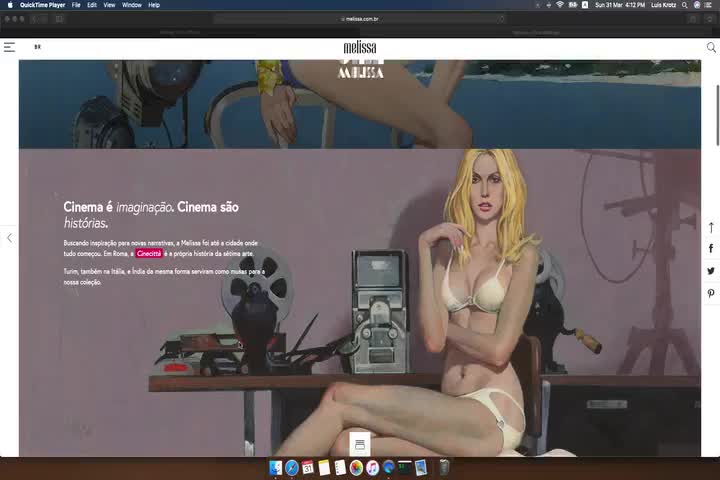 QuickTime Player File Edit View Window Help Sun 31 Mar 4:12 PM Luis Krotz
melissa.com.br
BR melissa
MELISSA
Cinema é imaginação. Cinema são
histórias.
Buscando inspiração para novas narrativas, a Melissa foi até a cidade onde
tudo começou. Em Roma, a Cinecittà é a própria história da sétima arte.
Turim, também na Itália, e Índia da mesma forma serviram como musas para a
nossa coleção.